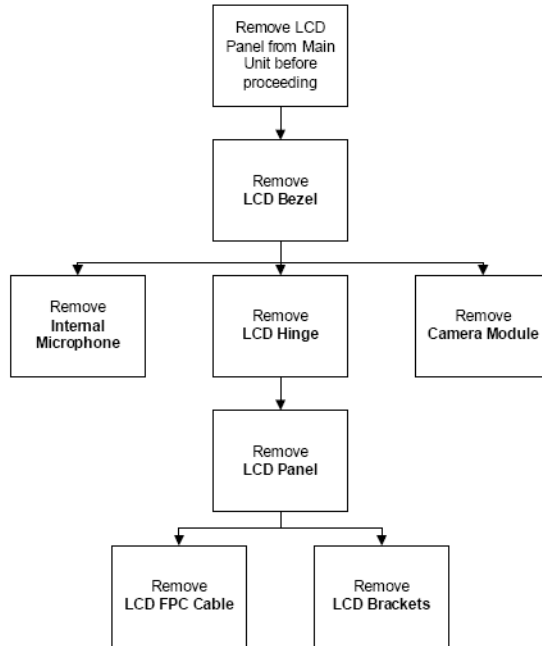 Remove LCD
Panel from Main
Unit before
proceeding
Remove
LCD Bezel
Remove
Internal
Microphone
Remove
LCD Hinge
Remove
Camera Module
Remove
LCD Panel
Remove
LCD FPC Cable
Remove
LCD Brackets